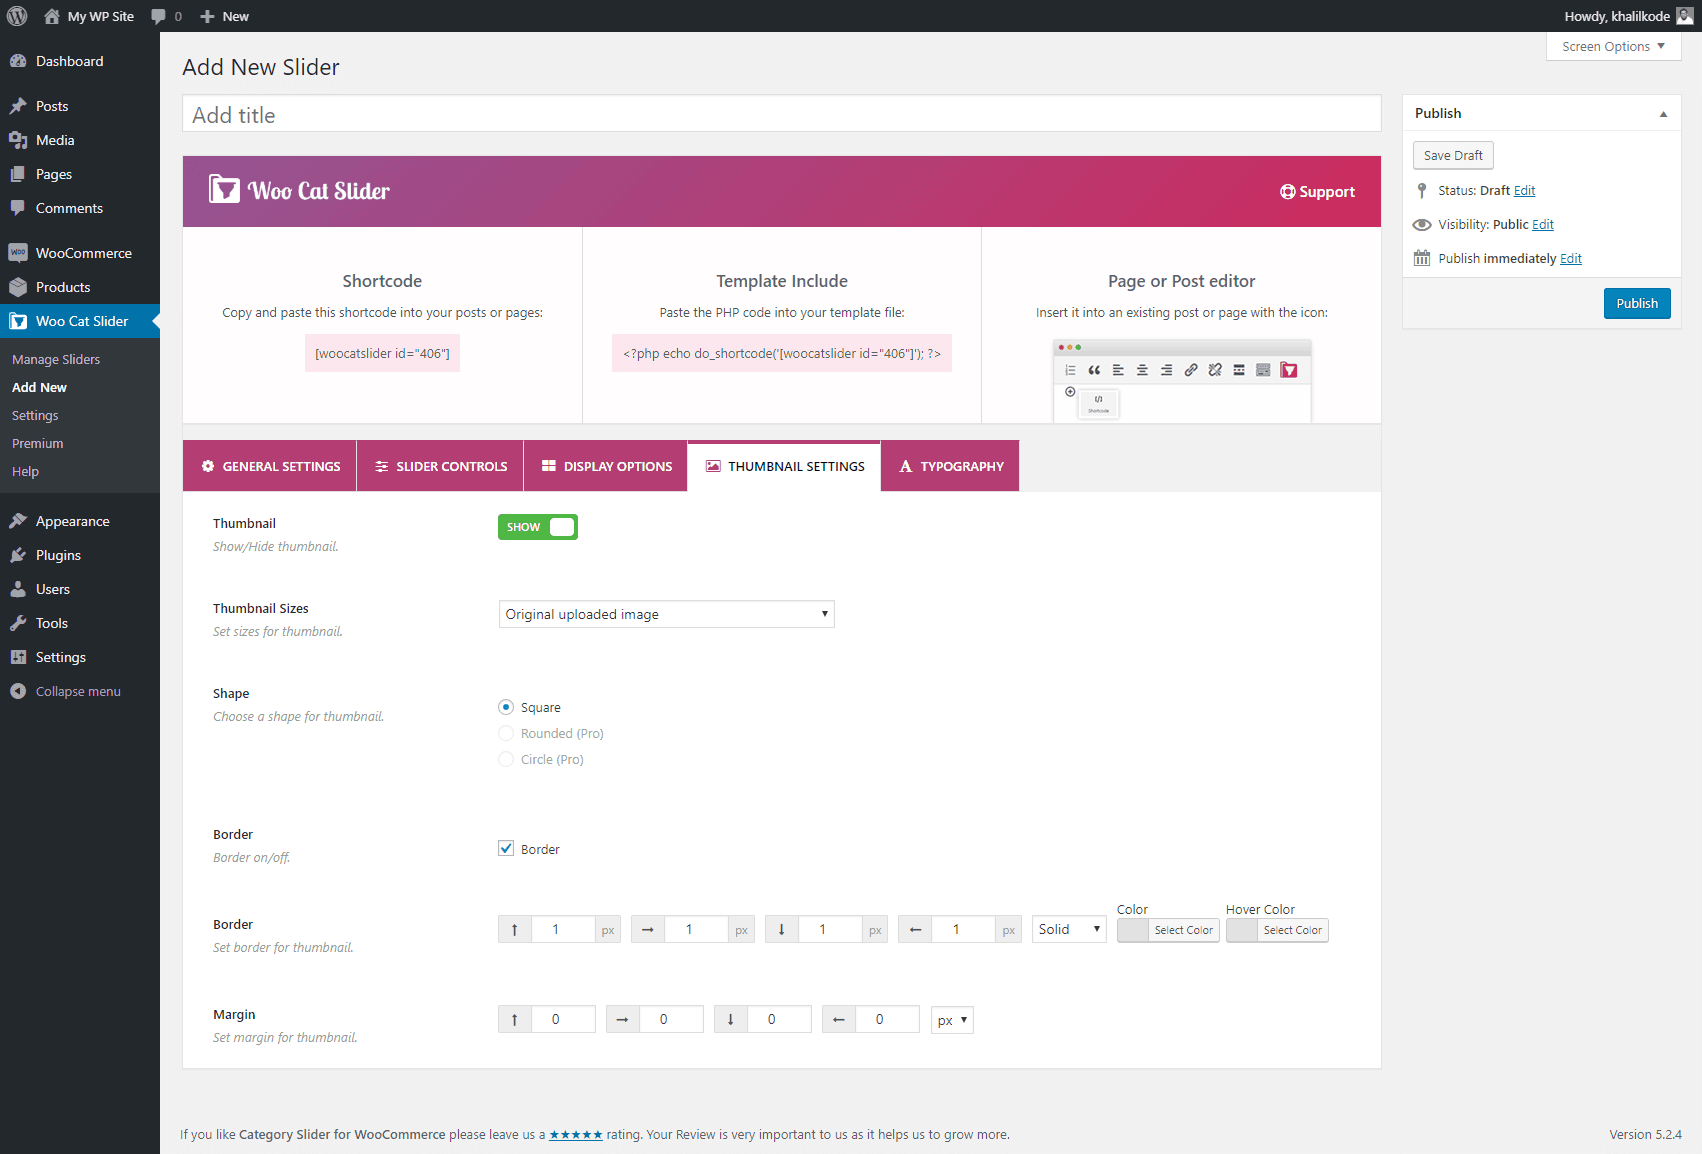 My WP Site 0 New Howdy, khalilkode
Screen Options
Dashboard
Posts
Media
Pages
Comments
WooCommerce
Products
Woo Cat Slider
Manage Sliders
Add New
Settings
Premium
Help
Appearance
Plugins
Users
Tools
Settings
Collapse menu
Add New Slider
Add title
Woo Cat Slider
Support
Shortcode
Copy and paste this shortcode into your posts or pages:
[woocatslider id="406"]
Template Include
Paste the PHP code into your template file:
<?php echo do_shortcode('[woocatslider id="406"]'); ?>
Page or Post editor
Insert it into an existing post or page with the icon:
Shortcode
GENERAL SETTINGS SLIDER CONTROLS DISPLAY OPTIONS THUMBNAIL SETTINGS TYPOGRAPHY
Thumbnail
Show/Hide thumbnail.
SHOW
Thumbnail Sizes
Set sizes for thumbnail.
Original uploaded image
Shape
Choose a shape for thumbnail.
Square
Rounded (Pro)
Circle (Pro)
Border
Border on/off.
Border
Border
Set border for thumbnail.
1 px 1 px 1 px 1 px Solid
Color
Select Color
Hover Color
Select Color
Margin
Set margin for thumbnail.
0 0 0 0 px
Publish
Save Draft
Status: Draft Edit
Visibility: Public Edit
Publish immediately Edit
Publish
If you like Category Slider for WooCommerce please leave us a ★★★★★ rating. Your Review is very important to us as it helps us to grow more.
Version 5.2.4